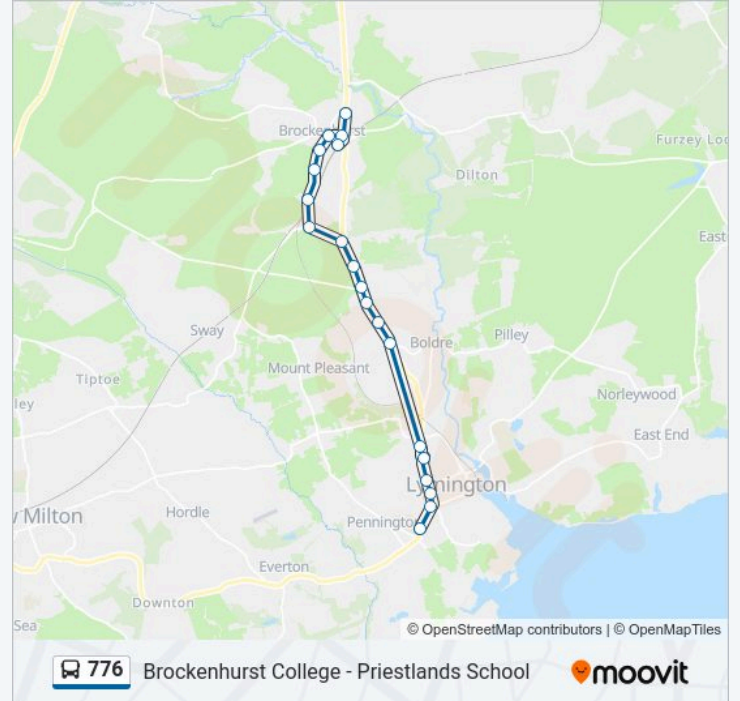 Brockenhurst
Furzey Loc
Dilton
East
Sway
Boldre
Pilley
Mount Pleasant
Tiptoe
ley
Norleywood
East End
Lymington
w Milton
Hordle
Pennington
Everton
Downton
Sea
© OpenStreetMap contributors | © OpenMapTiles
776 Brockenhurst College - Priestlands School moovit